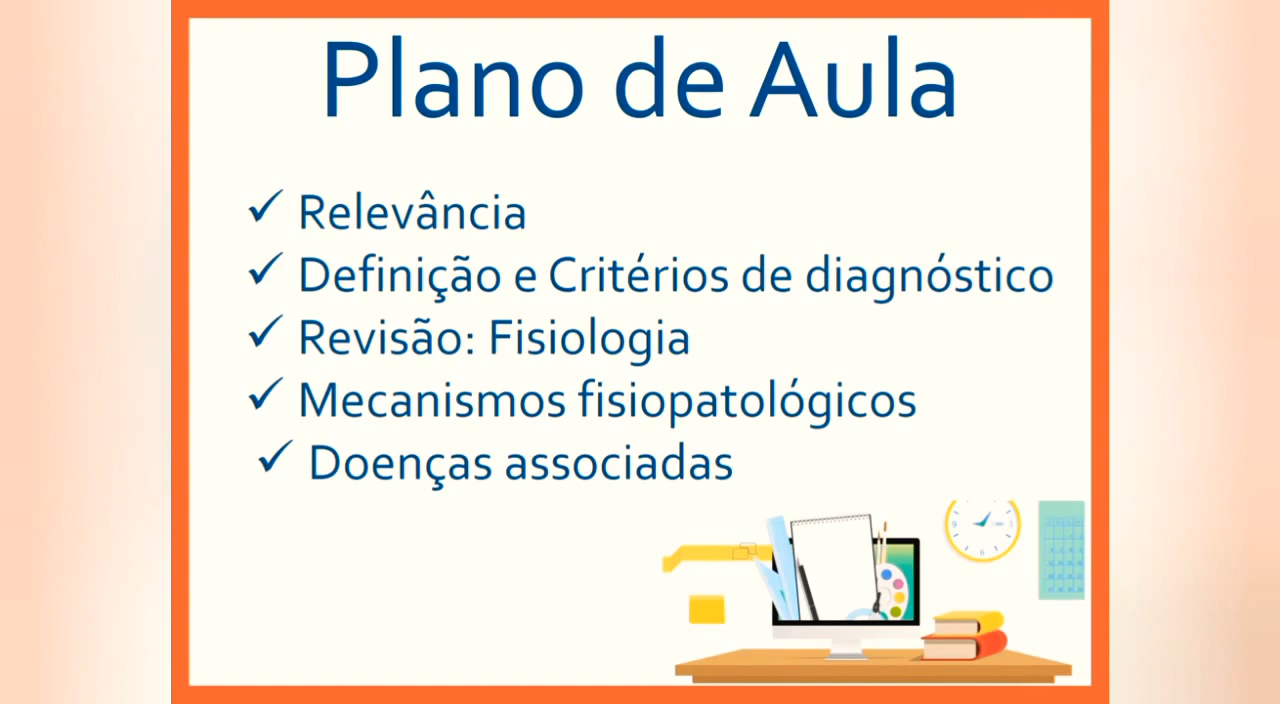 Plano de Aula
✓ Relevância
✓ Definição e Critérios de diagnóstico
✓ Revisão: Fisiologia
✓ Mecanismos fisiopatológicos
✓ Doenças associadas